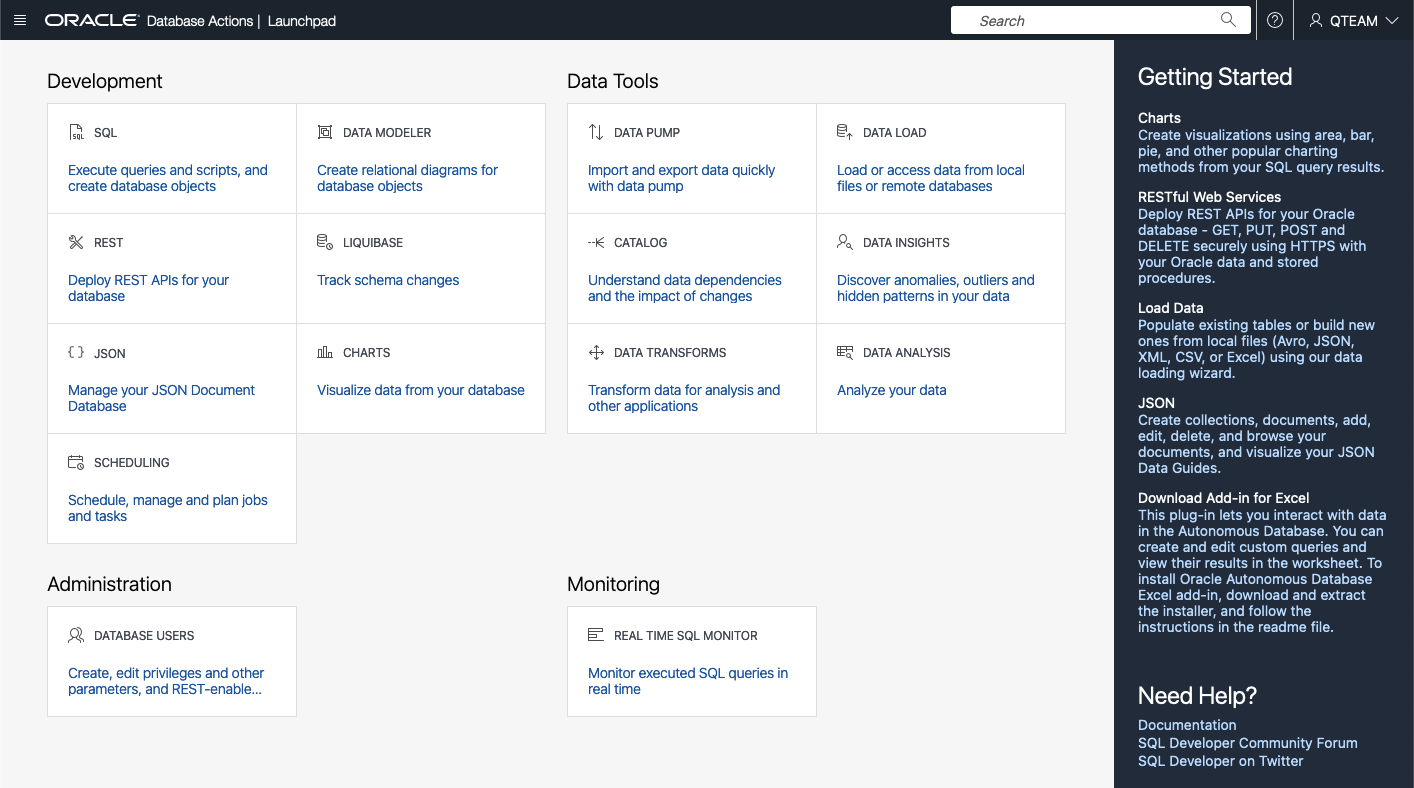 ORACLE Database Actions | Launchpad
Search
QTEAM
Development
SQL
Execute queries and scripts, and
create database objects
DATA MODELER
Create relational diagrams for
database objects
REST
Deploy REST APIs for your
database
LIQUIBASE
Track schema changes
JSON
Manage your JSON Document
Database
CHARTS
Visualize data from your database
SCHEDULING
Schedule, manage and plan jobs
and tasks
Data Tools
DATA PUMP
Import and export data quickly
with data pump
DATA LOAD
Load or access data from local
files or remote databases
CATALOG
Understand data dependencies
and the impact of changes
DATA INSIGHTS
Discover anomalies, outliers and
hidden patterns in your data
DATA TRANSFORMS
Transform data for analysis and
other applications
DATA ANALYSIS
Analyze your data
Administration
DATABASE USERS
Create, edit privileges and other
parameters, and REST-enable...
Monitoring
REAL TIME SQL MONITOR
Monitor executed SQL queries in
real time
Getting Started
Charts
Create visualizations using area, bar,
pie, and other popular charting
methods from your SQL query results.
RESTful Web Services
Deploy REST APIs for your Oracle
database - GET, PUT, POST and
DELETE securely using HTTPS with
your Oracle data and stored
procedures.
Load Data
Populate existing tables or build new
ones from local files (Avro, JSON,
XML, CSV, or Excel) using our data
loading wizard.
JSON
Create collections, documents, add,
edit, delete, and browse your
documents, and visualize your JSON
Data Guides.
Download Add-in for Excel
This plug-in lets you interact with data
in the Autonomous Database. You can
create and edit custom queries and
view their results in the worksheet. To
install Oracle Autonomous Database
Excel add-in, download and extract
the installer, and follow the
instructions in the readme file.
Need Help?
Documentation
SQL Developer Community Forum
SQL Developer on Twitter